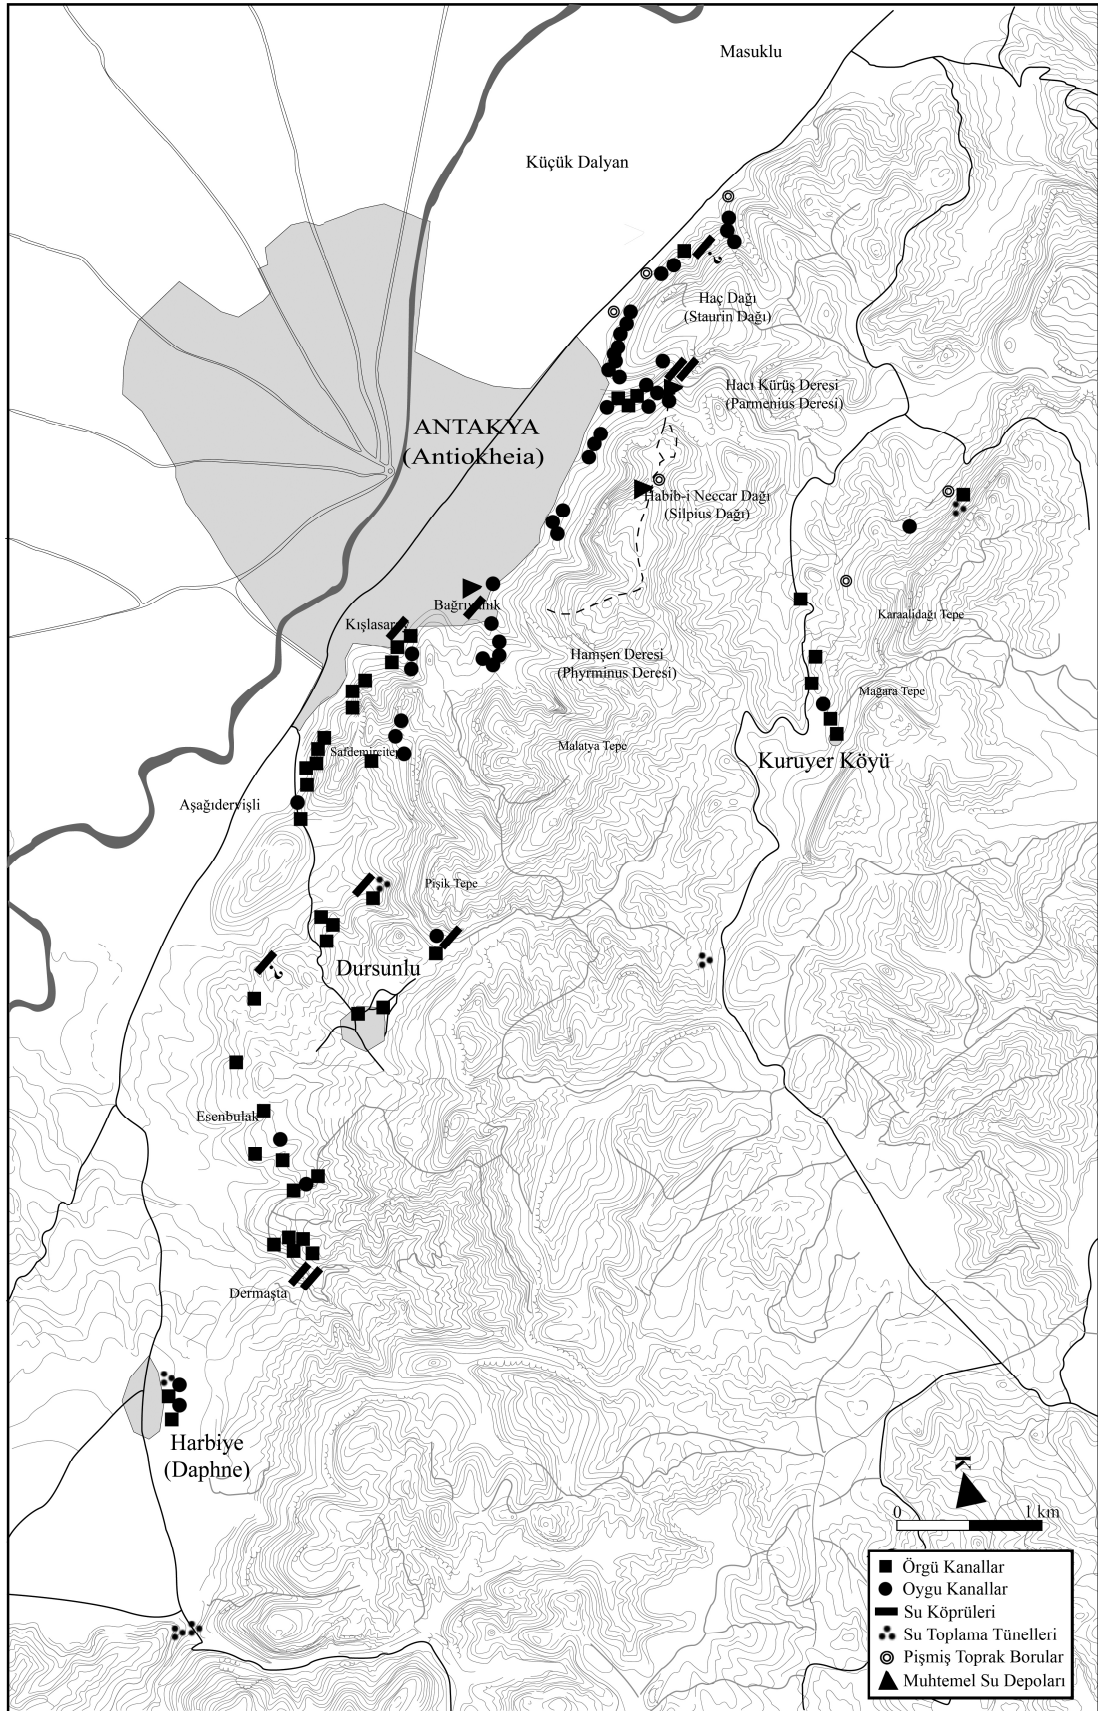 Masuklu
Küçük Dalyan
Haç Dağı
(Staurin Dağı)
Hacı Kürüş Deresi
(Parmenius Deresi)
ANTAKYA
(Antiokheia)
Habib-i Neccar Dağı
(Silpius Dağı)
Bağrıyanık
Kışlasaray
Karaalidağı Tepe
Hamşen Deresi
(Phyrminus Deresi)
Mağara Tepe
Malatya Tepe
Kuruyer Köyü
Aşağıdervişli
Pişik Tepe
?
?
Dursunlu
Esenbulak
Dermaşta
Harbiye
(Daphne)
K
0 1 km
Örgü Kanallar
Oygu Kanallar
Su Köprüleri
Su Toplama Tünelleri
Pişmiş Toprak Borular
Muhtemel Su Depoları